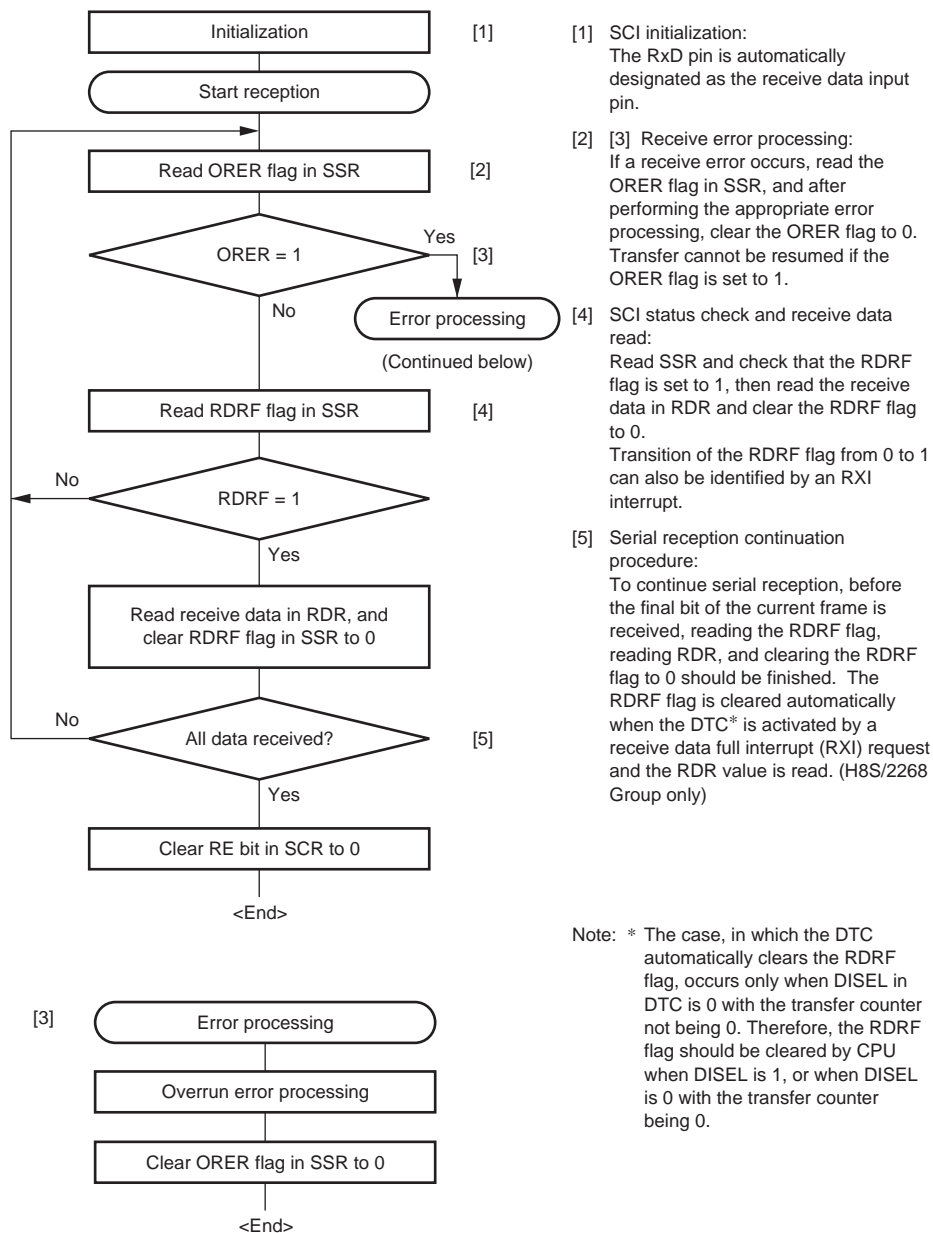 Initialization
[1]
Start reception
Read ORER flag in SSR
[2]
ORER = 1
Yes
[3]
No
Error processing
(Continued below)
Read RDRF flag in SSR
[4]
No
RDRF = 1
Yes
Read receive data in RDR, and
clear RDRF flag in SSR to 0
No
All data received?
[5]
Yes
Clear RE bit in SCR to 0
<End>
[3]
Error processing
Overrun error processing
Clear ORER flag in SSR to 0
<End>
[1] SCI initialization:
The RxD pin is automatically
designated as the receive data input
pin.
[2] [3] Receive error processing:
If a receive error occurs, read the
ORER flag in SSR, and after
performing the appropriate error
processing, clear the ORER flag to 0.
Transfer cannot be resumed if the
ORER flag is set to 1.
[4] SCI status check and receive data
read:
Read SSR and check that the RDRF
flag is set to 1, then read the receive
data in RDR and clear the RDRF flag
to 0.
Transition of the RDRF flag from 0 to 1
can also be identified by an RXI
interrupt.
[5] Serial reception continuation
procedure:
To continue serial reception, before
the final bit of the current frame is
received, reading the RDRF flag,
reading RDR, and clearing the RDRF
flag to 0 should be finished. The
RDRF flag is cleared automatically
when the DTC* is activated by a
receive data full interrupt (RXI) request
and the RDR value is read. (H8S/2268
Group only)
Note: * The case, in which the DTC
automatically clears the RDRF
flag, occurs only when DISEL in
DTC is 0 with the transfer counter
not being 0. Therefore, the RDRF
flag should be cleared by CPU
when DISEL is 1, or when DISEL
is 0 with the transfer counter
being 0.